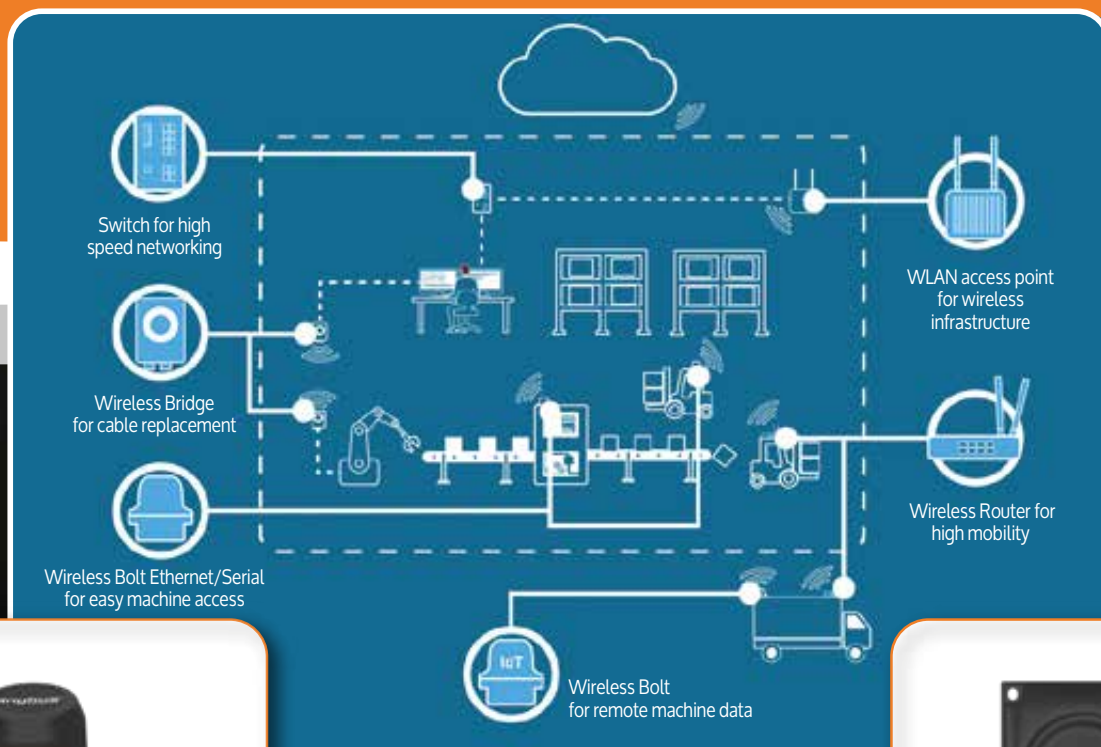 Switch for high
speed networking
WLAN access point
for wireless
infrastructure
Wireless Bridge
for cable replacement
Wireless Router for
high mobility
Wireless Bolt Ethernet/Serial
for easy machine access
IoT
Wireless Bolt
for remote machine data